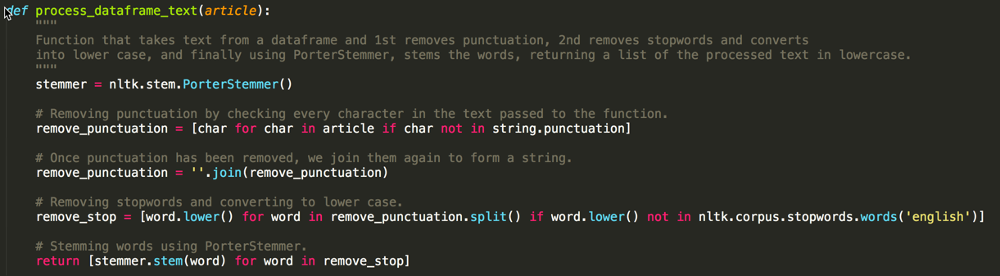 def process_dataframe_text(article):
"""
Function that takes text from a dataframe and 1st removes punctuation, 2nd removes stopwords and converts
into lower case, and finally using PorterStemmer, stems the words, returning a list of the processed text in lowercase.
"""
stemmer = nltk.stem.PorterStemmer()
# Removing punctuation by checking every character in the text passed to the function.
remove_punctuation = [char for char in article if char not in string.punctuation]
# Once punctuation has been removed, we join them again to form a string.
remove_punctuation = ''.join(remove_punctuation)
# Removing stopwords and converting to lower case.
remove_stop = [word.lower() for word in remove_punctuation.split() if word.lower() not in nltk.corpus.stopwords.words('english')]
# Stemming words using PorterStemmer.
return [stemmer.stem(word) for word in remove_stop]